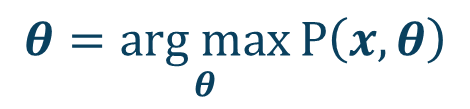 θ = arg max P(x, θ)
θ